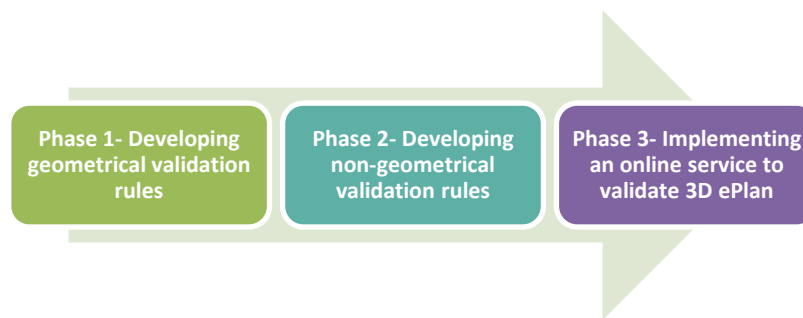 Phase 1- Developing
geometrical validation
rules
Phase 2- Developing
non-geometrical
validation rules
Phase 3- Implementing
an online service to
validate 3D ePlan